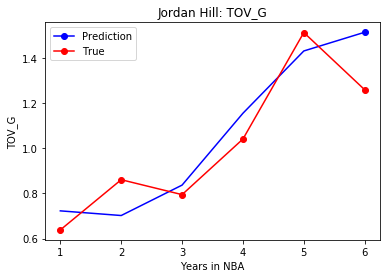 Jordan Hill: TOV_G
Prediction
True
1.4
1.2
1.0
0.8
0.6
TOV_G
1 2 3 4 5 6
Years in NBA